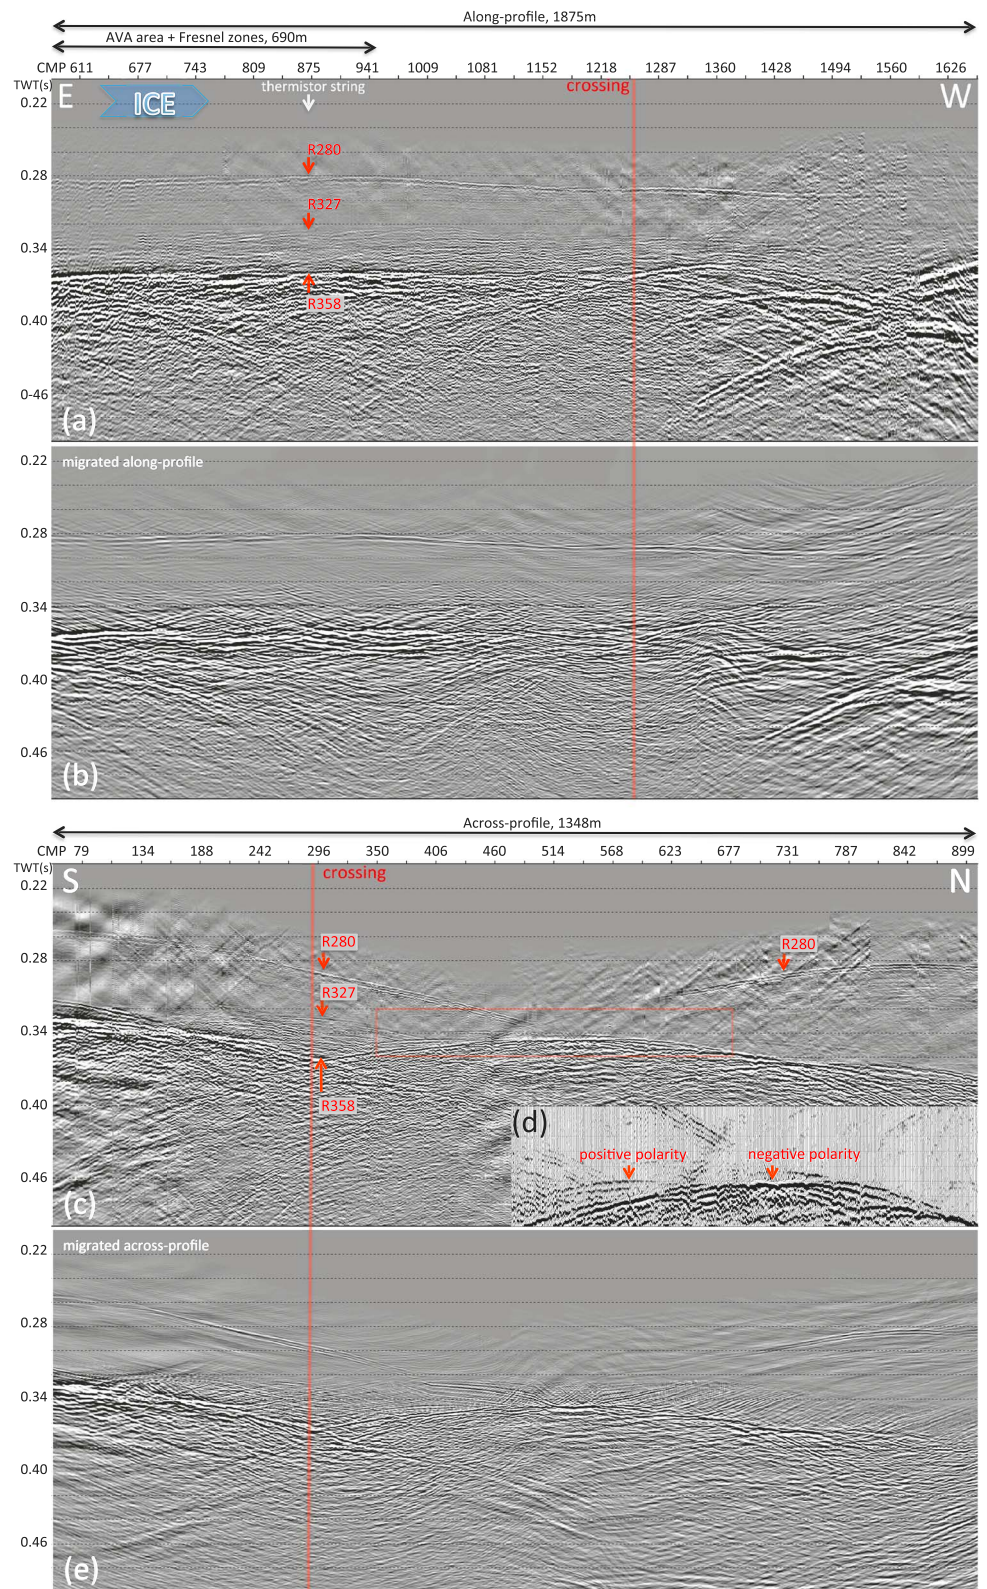 Along-profile, 1875m
AVA area + Fresnel zones, 690m
CMP 611 677 743 809 875 941 1009 1081 1152 1218 1287 1360 1428 1494 1560 1626
TWT(s)
E
ICE
thermistor string
crossing
W
0.22
R280
0.28
R327
0.34
R358
0.40
0-46
(a)
0.22
migrated along-profile
0.28
0.34
0.40
0.46
(b)
Across-profile, 1348m
CMP 79 134 188 242 296 350 406 460 514 568 623 677 731 787 842 899
TWT(s)
S
crossing
N
0.22
R280
R280
0.28
R327
0.34
R358
0.40
(d)
positive polarity
negative polarity
0.46
(c)
0.22
migrated across-profile
0.28
0.34
0.40
0.46
(e)